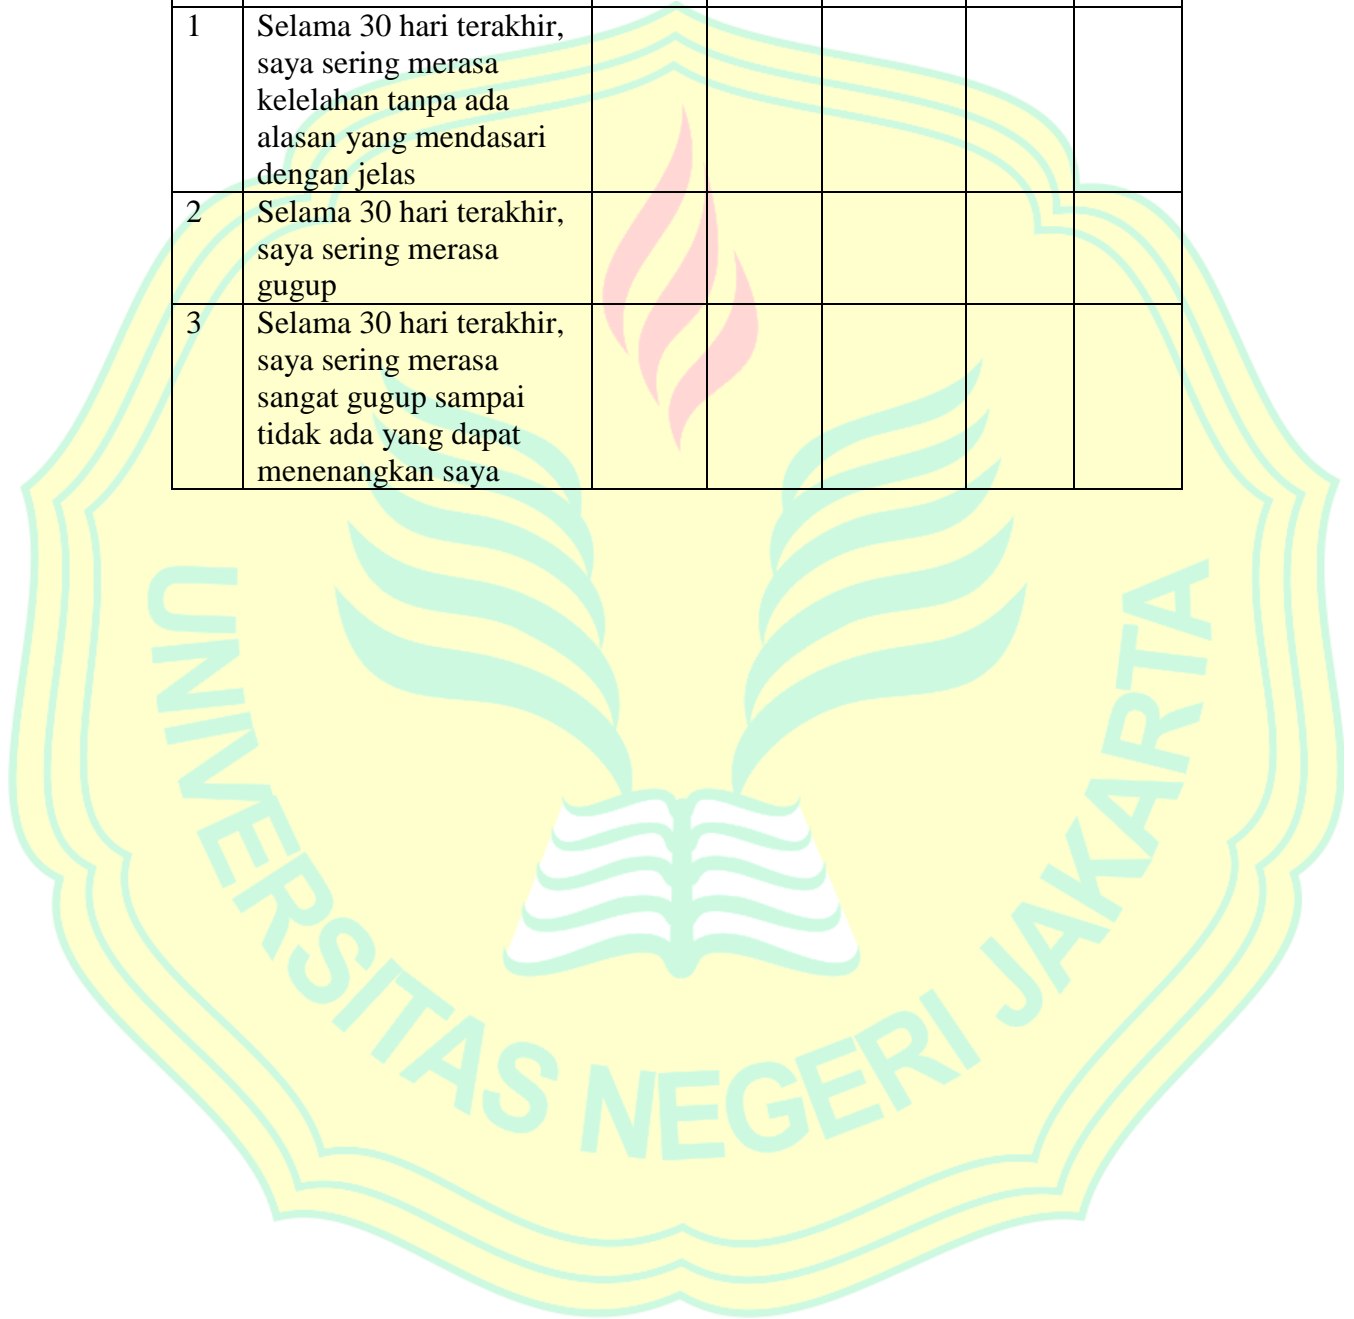 1 Selama 30 hari terakhir,
saya sering merasa
kelelahan tanpa ada
alasan yang mendasari
dengan jelas
2 Selama 30 hari terakhir,
saya sering merasa
gugup
3 Selama 30 hari terakhir,
saya sering merasa
sangat gugup sampai
tidak ada yang dapat
menenangkan saya
UNIVERSITAS NEGERI JAKARTA